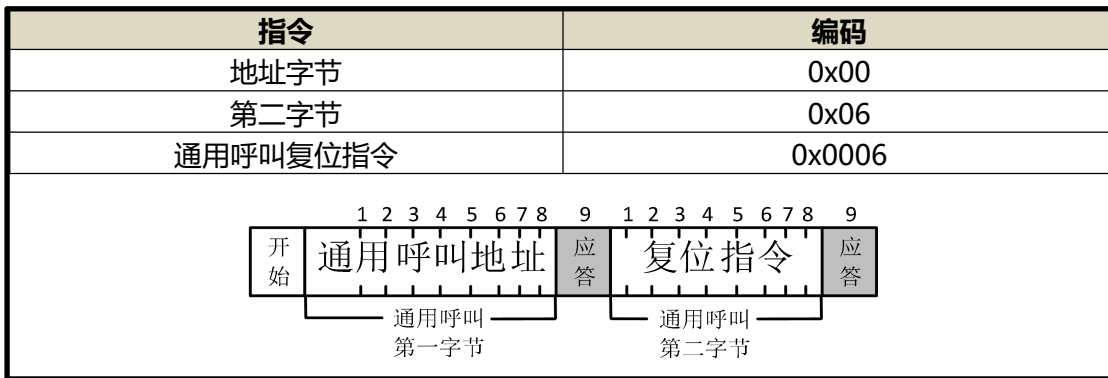 指令 编码
地址字节 0x00
第二字节 0x06
通用呼叫复位指令 0x0006
1 2 3 4 5 6 7 8 9 1 2 3 4 5 6 7 8 9
开始 通用呼叫地址 应答 复位指令 应答
通用呼叫 通用呼叫
第一字节 第二字节